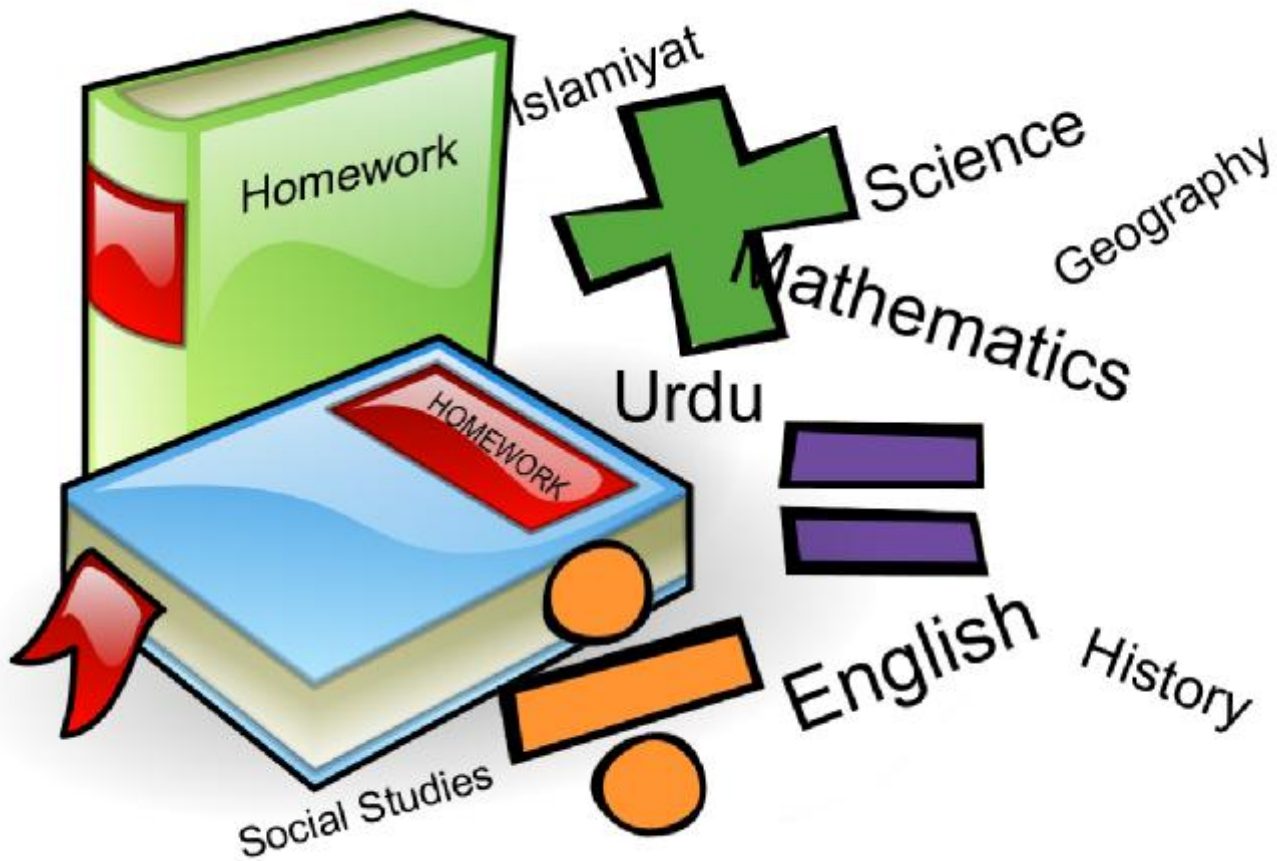 Islamiyat
Homework
Science
Geography
Mathematics
Urdu
HOMEWORK
English
History
Social Studies